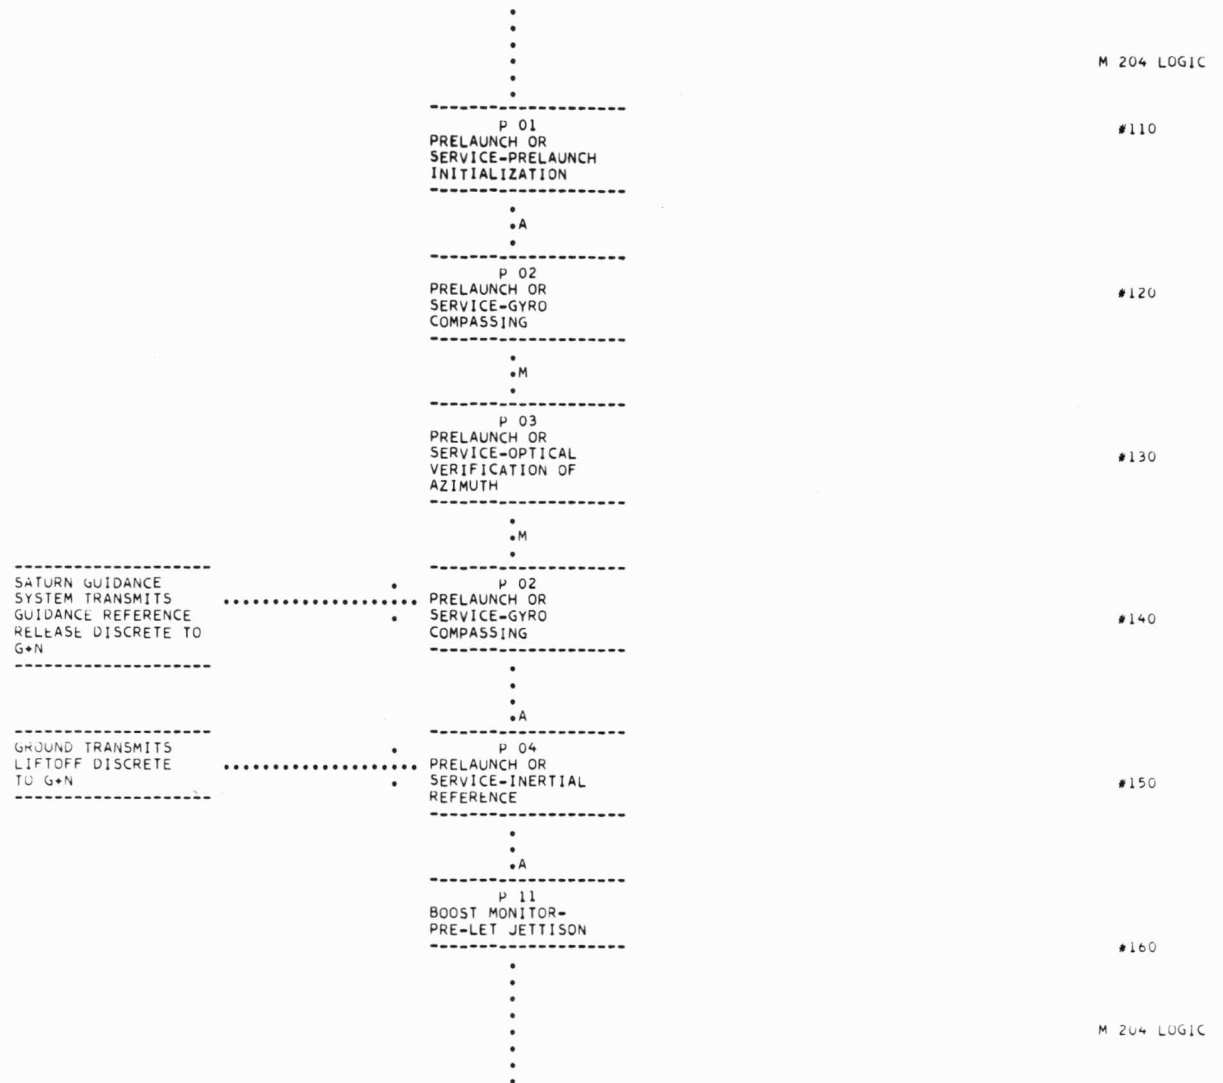 M 204 LOGIC
P 01
#110
PRELAUNCH OR
SERVICE-PRELAUNCH
INITIALIZATION
A
P 02
PRELAUNCH OR
#120
SERVICE-GYRO
COMPASSING
M
P 03
PRELAUNCH OR
SERVICE-OPTICAL
#130
VERIFICATION OF
AZIMUTH
M
SATURN GUIDANCE
SYSTEM TRANSMITS
GUIDANCE REFERENCE
RELEASE DISCRETE TO
G+N
P 02
PRELAUNCH OR
SERVICE-GYRO
#140
COMPASSING
A
GROUND TRANSMITS
LIFTOFF DISCRETE
TO G+N
P 04
PRELAUNCH OR
SERVICE-INERTIAL
#150
REFERENCE
A
P 11
BOOST MONITOR-
PRE-LET JETTISON
#160
M 204 LOGIC